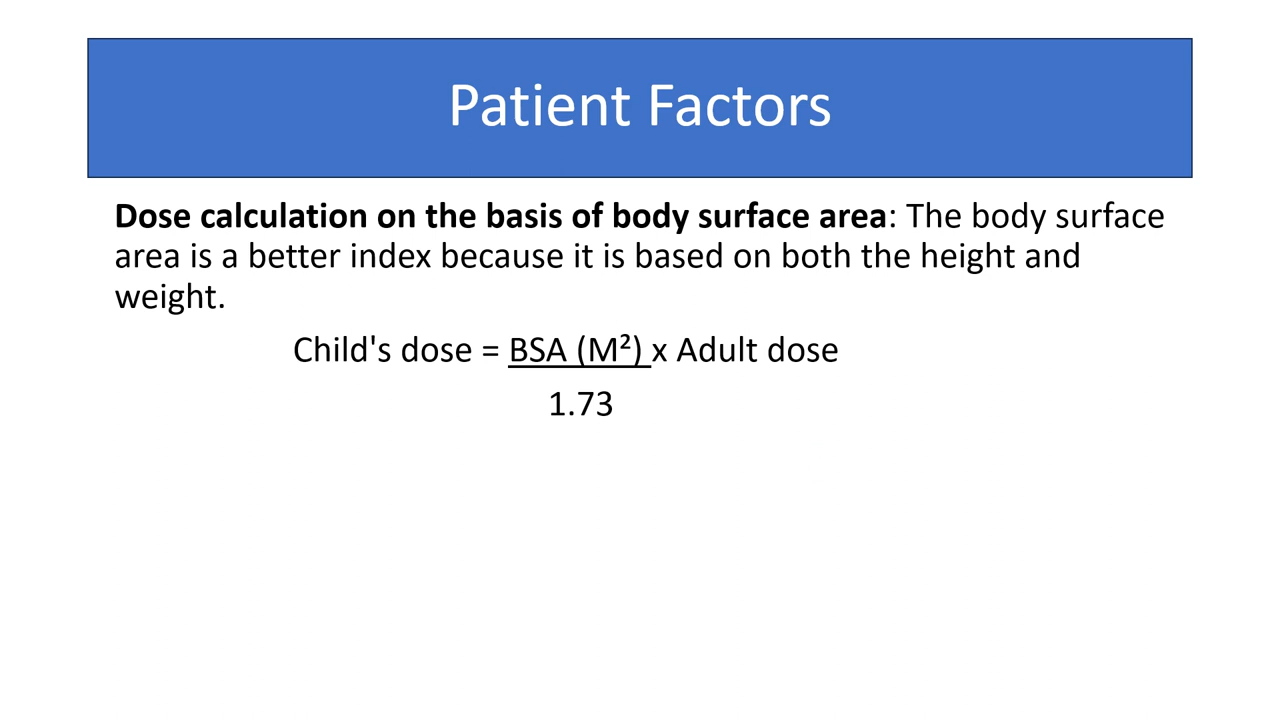 Patient Factors
Dose calculation on the basis of body surface area: The body surface
area is a better index because it is based on both the height and
weight.
Child's dose = BSA (M²) x Adult dose
1.73